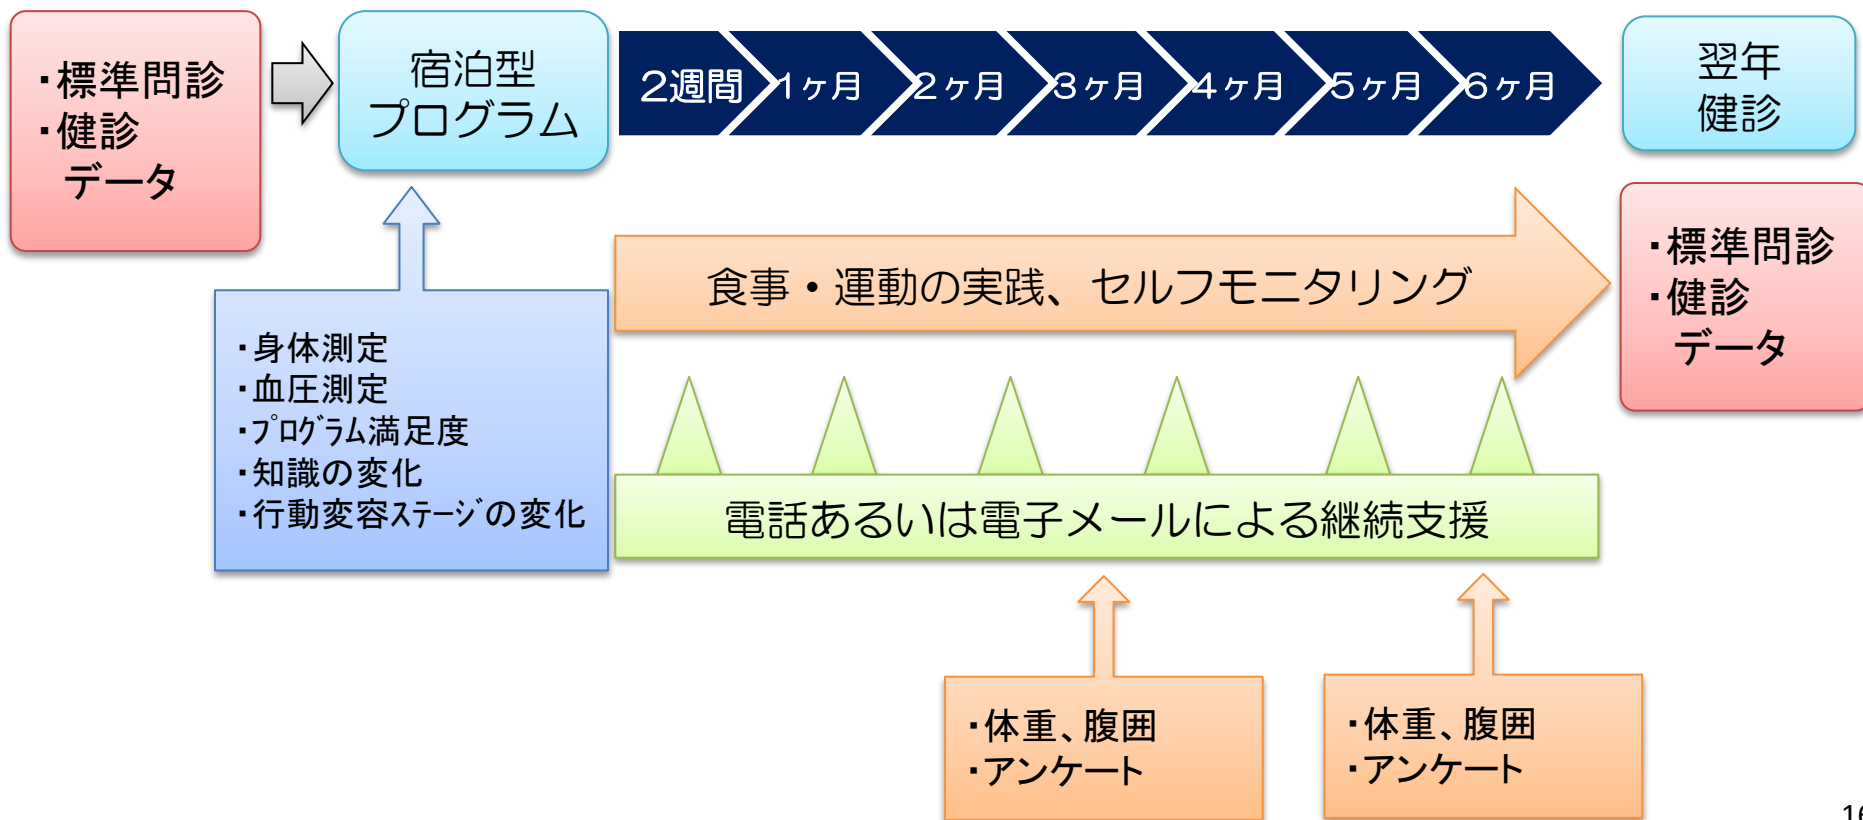 ・標準問診
・健診
データ
宿泊型
プログラム
2週間
1ヶ月
2ヶ月
3ヶ月
4ヶ月
5ヶ月
6ヶ月
翌年
健診
・標準問診
・健診
データ
食事・運動の実践、セルフモニタリング
・身体測定
・血圧測定
・ﾌﾟﾛｸﾞﾗﾑ満足度
・知識の変化
・行動変容ｽﾃｰｼﾞの変化
電話あるいは電子メールによる継続支援
・体重、腹囲
・アンケート
・体重、腹囲
・アンケート
16